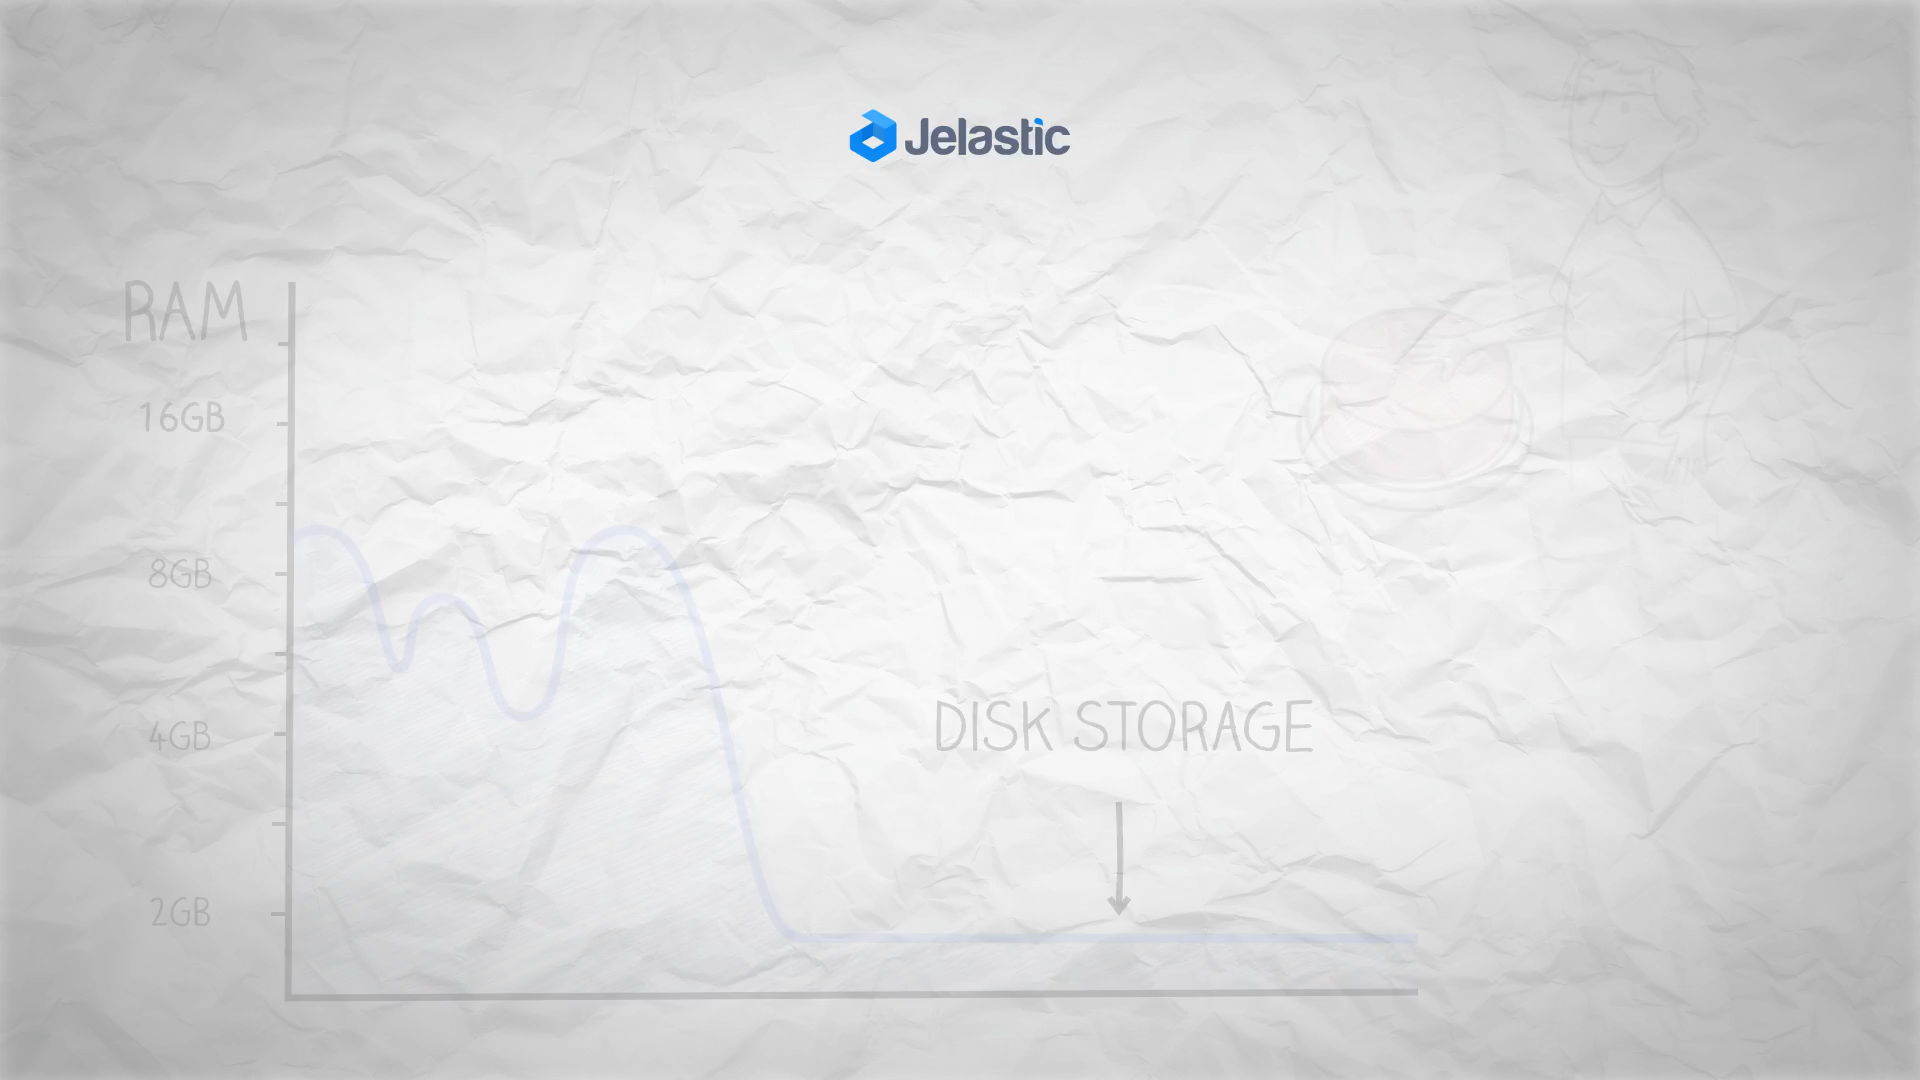 Jelastic
RAM
16GB
8GB
4GB
2GB
DISK STORAGE